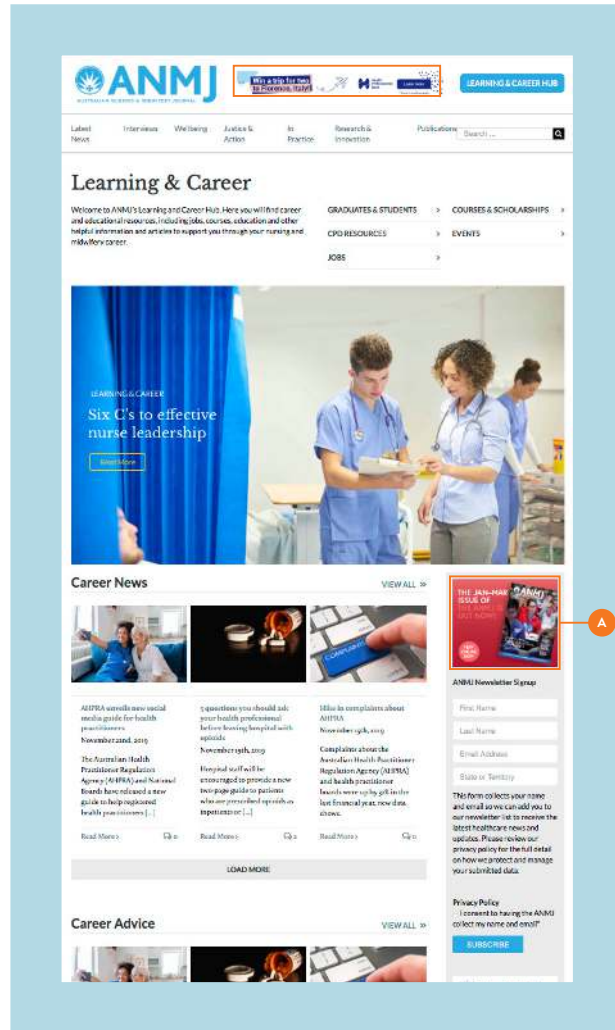 ANMJ
AUSTRALIAN NURSING & MIDWIFERY JOURNAL
Win a trip for two
to Florence, Italy!
LEARNING & CAREER HUB
Latest News
Interviews
Wellbeing
Justice & Action
In Practice
Research & Innovation
Publications
Search ...
Learning & Career
Welcome to ANMJ's Learning and Career Hub. Here you will find career
and educational resources, including jobs, courses, education and other
helpful information and articles to support you through your nursing and
midwifery career.
GRADUATES & STUDENTS >
COURSES & SCHOLARSHIPS >
CPD RESOURCES >
EVENTS >
JOBS >
LEARNING & CAREER
Six C's to effective
nurse leadership
Read More
Career News
VIEW ALL »
COMPLAINTS
AHPRA unveils new social
media guide for health
practitioners
November 22nd, 2019
The Australian Health
Practitioner Regulation
Agency (AHPRA) and National
Boards have released a new
guide to help registered
health practitioners [...]
Read More >
0
5 questions you should ask
your health professional
before leaving hospital with
opioids
November 19th, 2019
Hospital staff will be
encouraged to provide a new
two-page guide to patients
who are prescribed opioids as
inpatients or [...]
Read More >
Hike in complaints about
AHPRA
November 19th, 2019
Complaints about the
Australian Health Practitioner
Regulation Agency (AHPRA)
and health practitioner
boards were up by
in the
last financial year, new data
shows.
Read More >
0
LOAD MORE
THE JAN-MAR
ISSUE OF
THE ANMJ IS
OUT NOW!
ANMJ
A
ANMJ Newsletter Signup
First Name
Last Name
Email Address
State or Territory
This form collects your name
and email so we can add you to
our newsletter list to receive the
latest healthcare news and
updates. Please review our
privacy policy for the full detail
on how we protect and manage
your submitted data.
Privacy Policy
I consent to having the ANMJ
collect my name and email*
SUBSCRIBE
Career Advice
VIEW ALL »